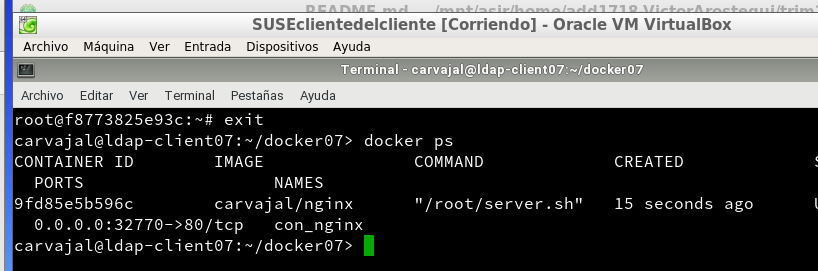 README.md - /mnt/asir/home/add1718-VictorArostegui/trim
SUSEclientedelcliente [Corriendo] - Oracle VM VirtualBox
Archivo Máquina Ver Entrada Dispositivos Ayuda
Terminal - carvajal@ldap-client07:~/docker07
Archivo Editar Ver Terminal Pestañas Ayuda
root@f8773825e93c:~# exit
carvajal@ldap-client07:~/docker07> docker ps
CONTAINER ID IMAGE COMMAND CREATED S
PORTS NAMES
9fd85e5b596c carvajal/nginx "/root/server.sh" 15 seconds ago U
0.0.0.0:32770->80/tcp con_nginx
carvajal@ldap-client07:~/docker07>